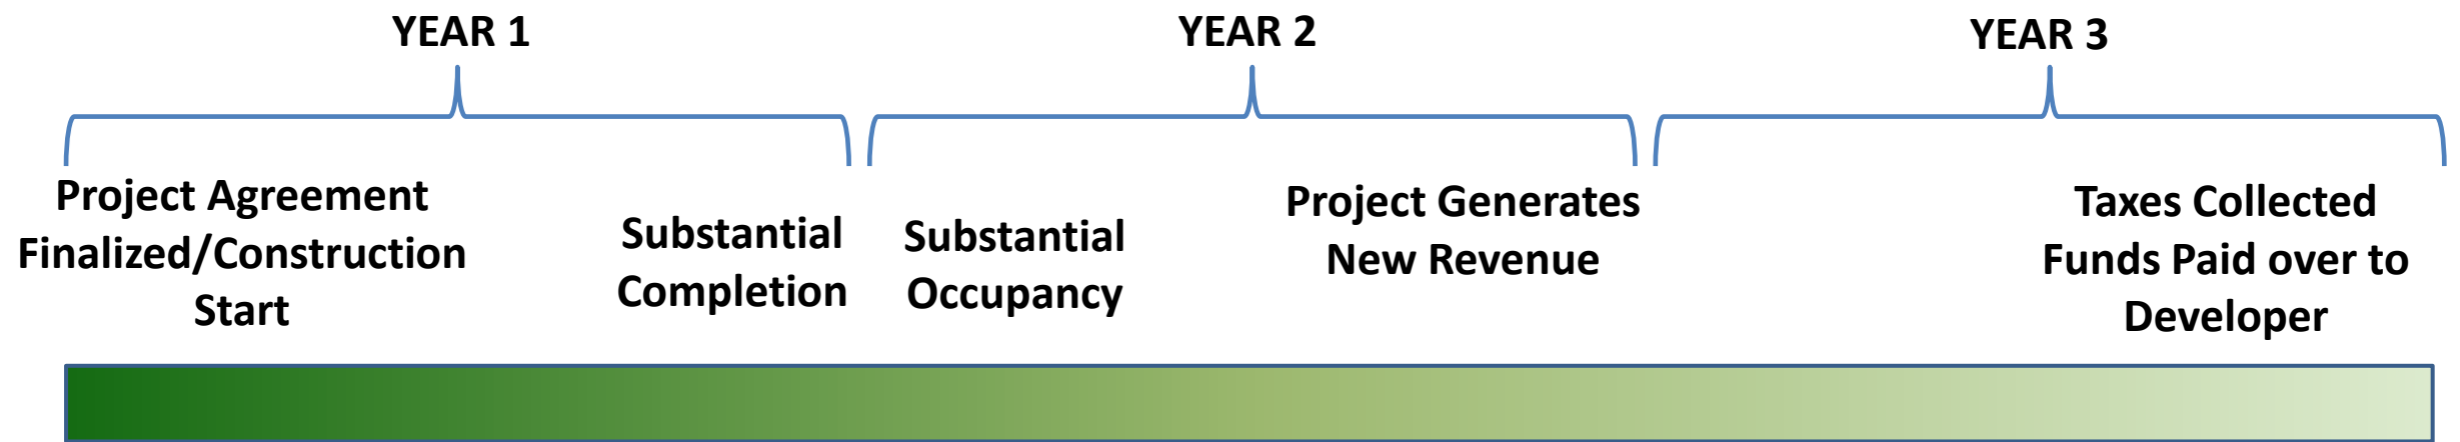 YEAR 1
YEAR 2
YEAR 3
Project Agreement
Finalized/Construction
Start
Substantial
Completion
Substantial
Occupancy
Project Generates
New Revenue
Taxes Collected
Funds Paid over to
Developer